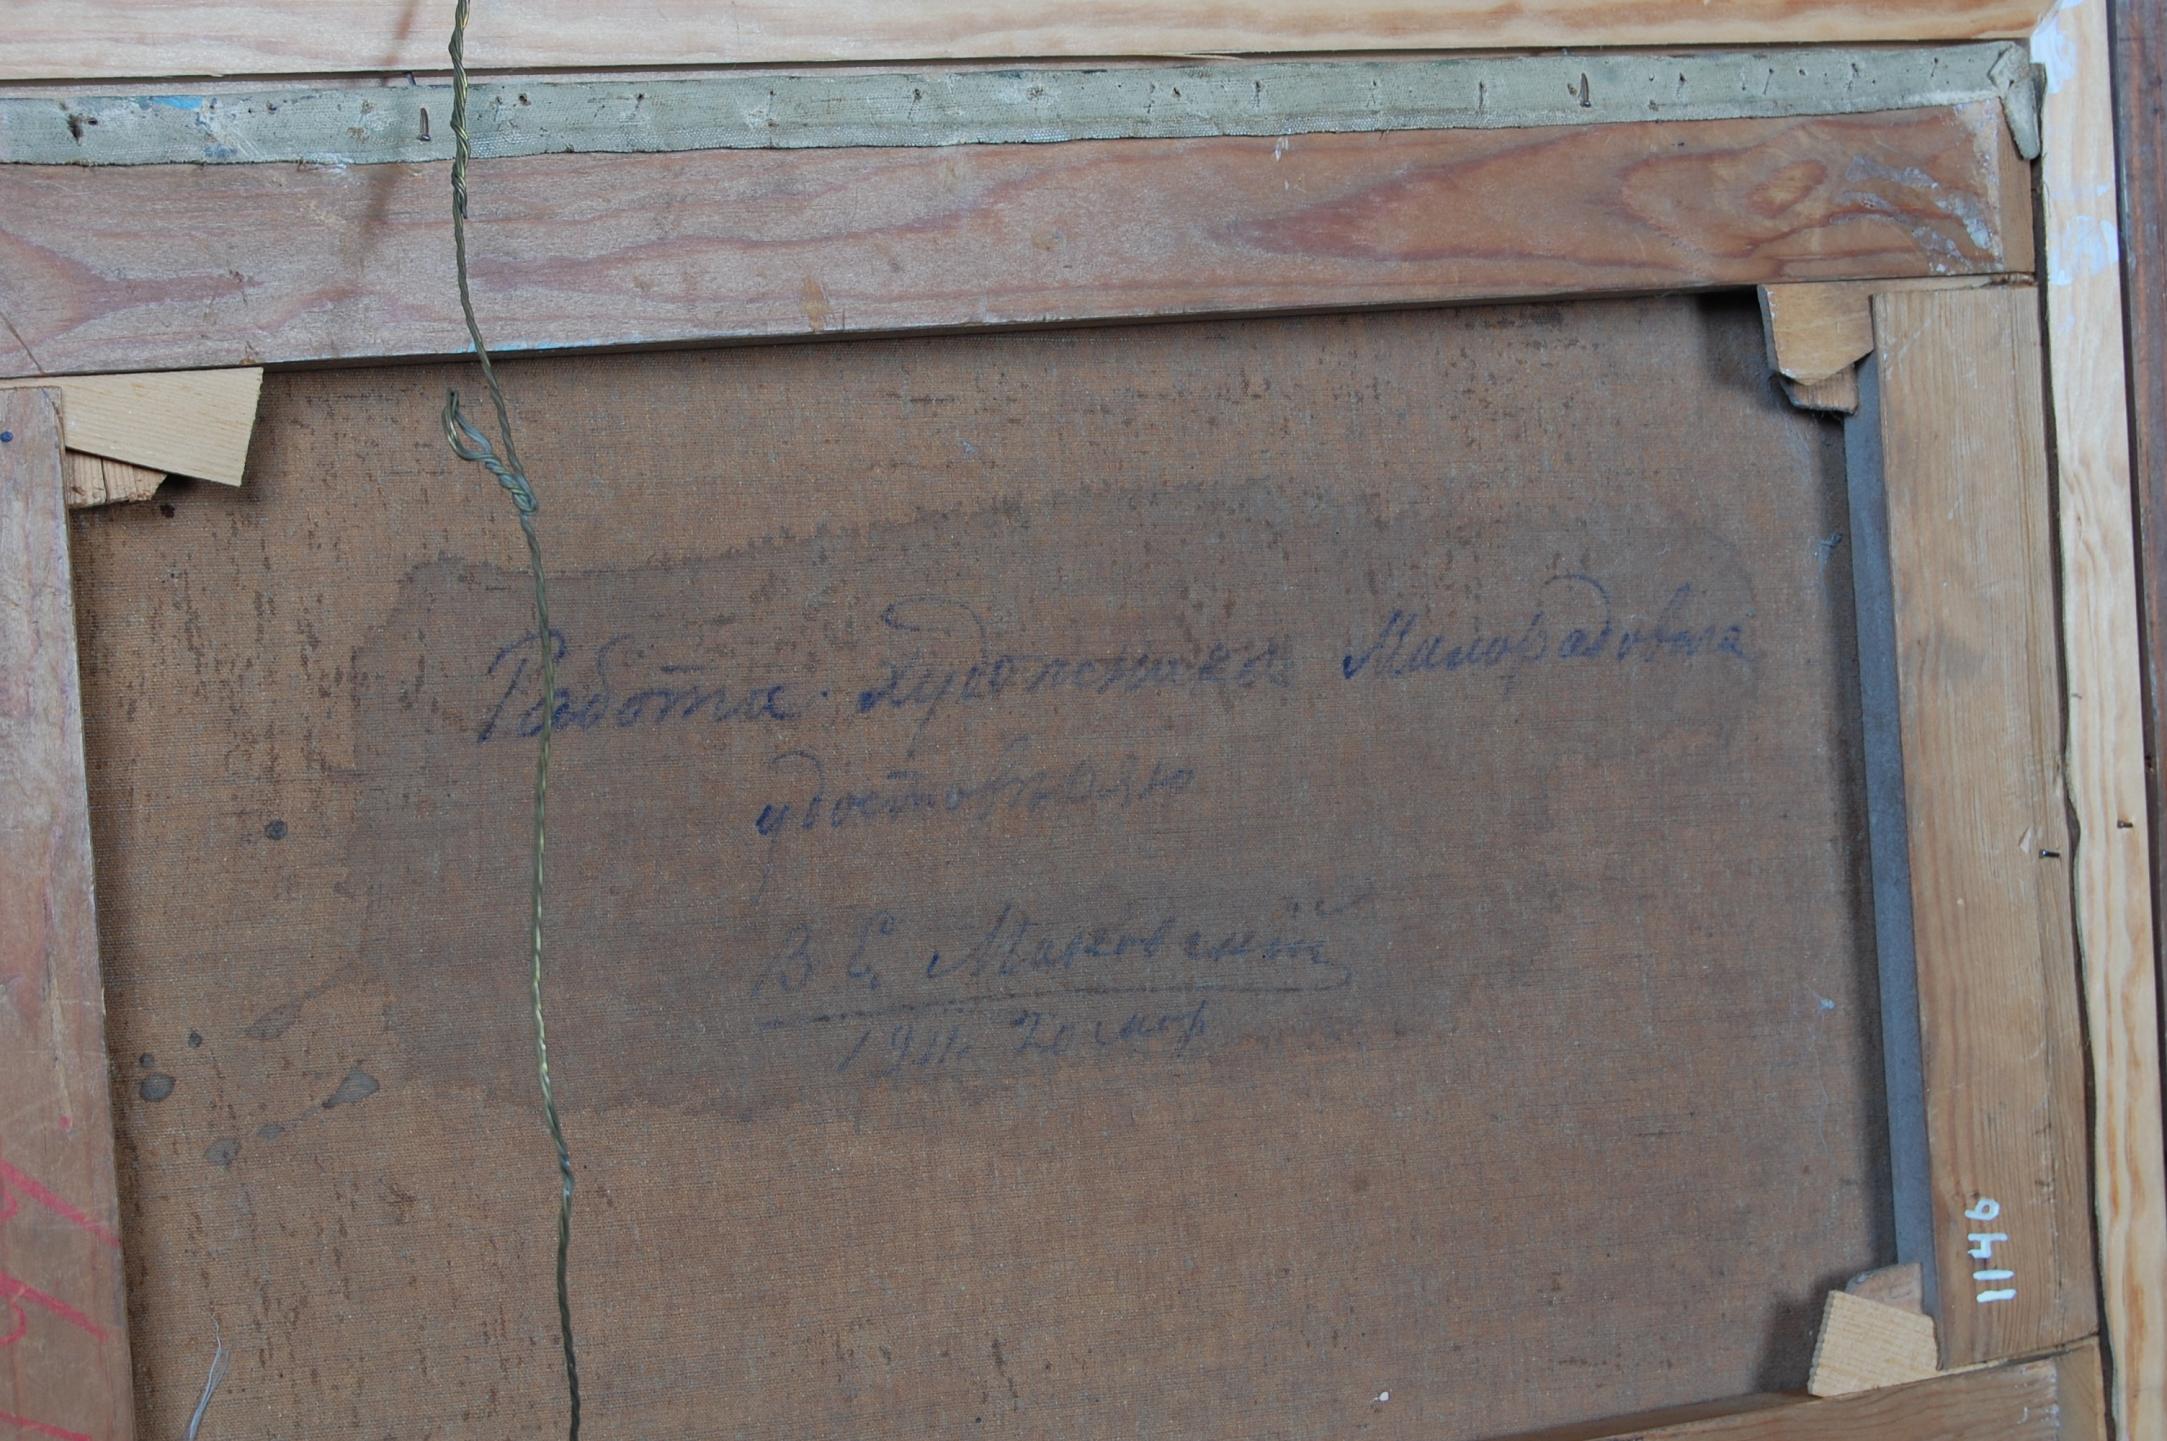 Работа художника Милорадовича
удостоверяю
В Е Маковский
1911. 20 мар
1146